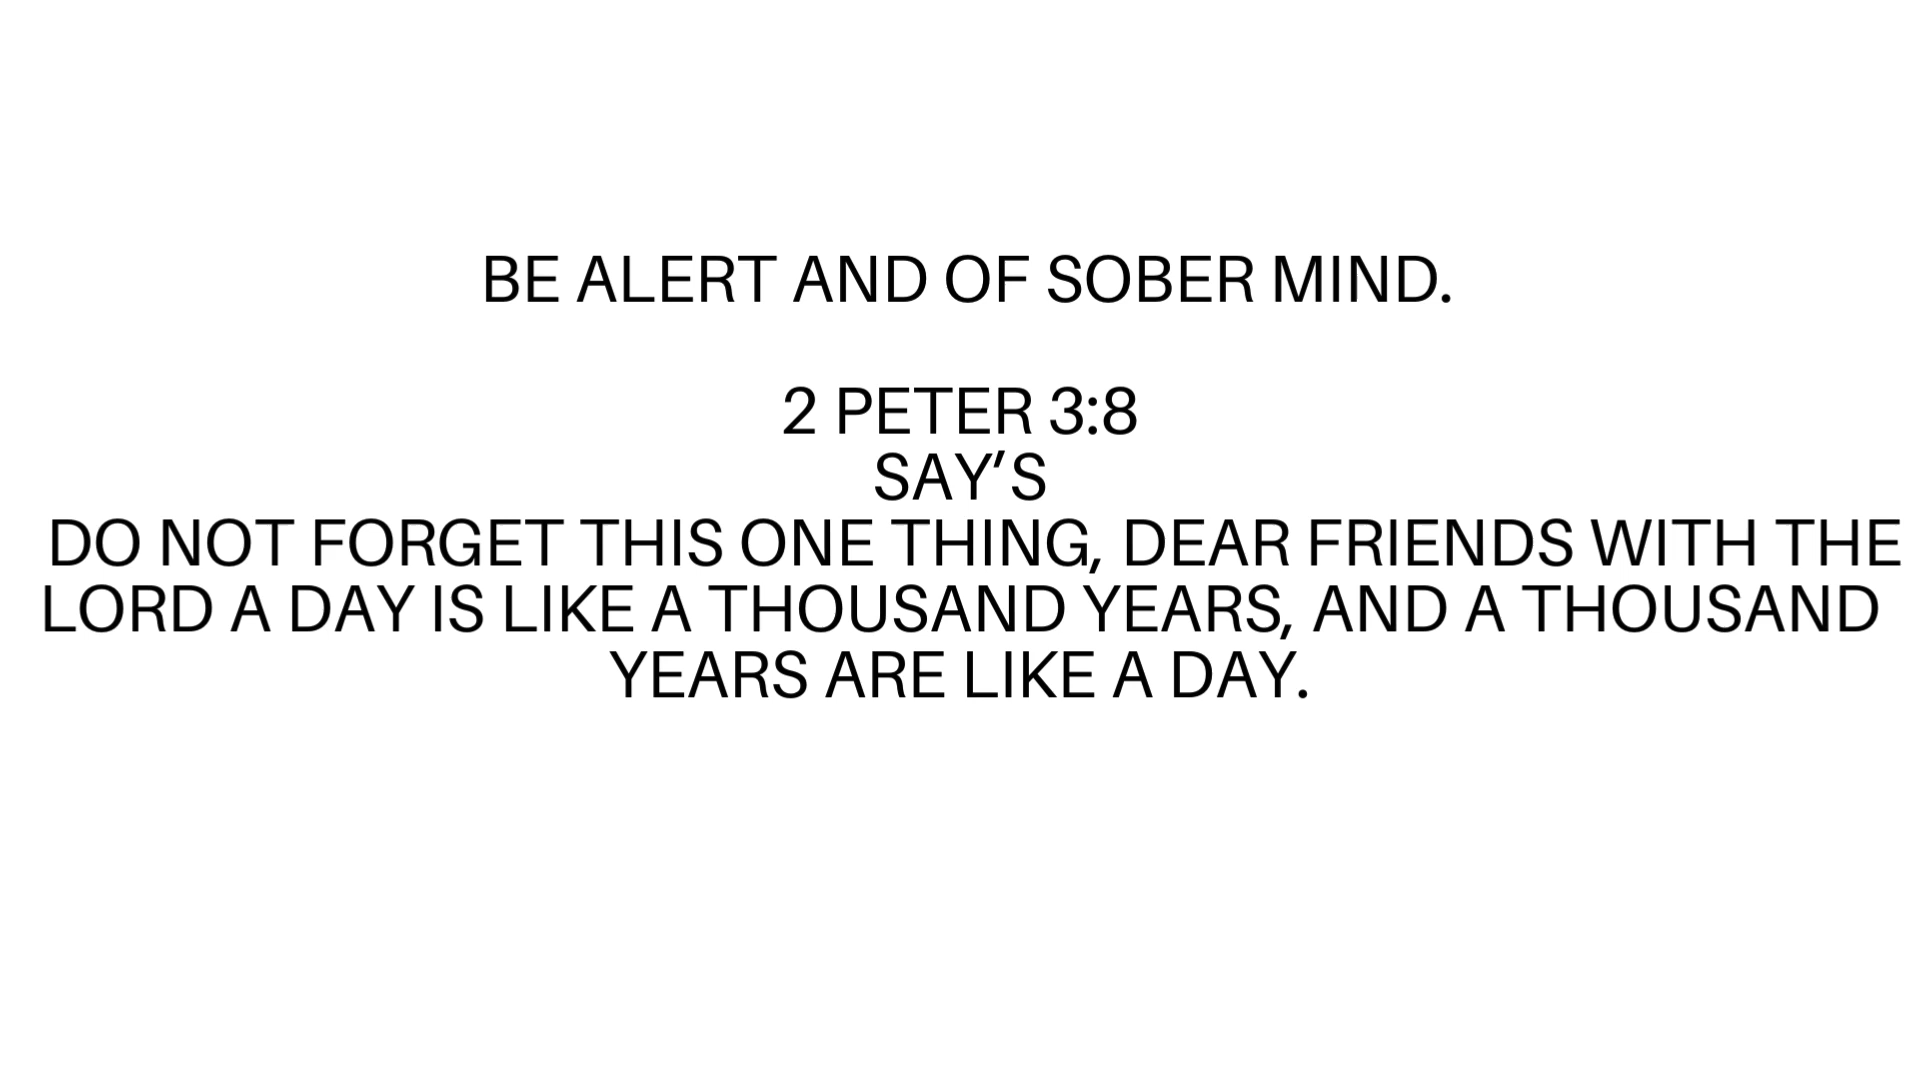 BE ALERT AND OF SOBER MIND.
2 PETER 3:8
SAY’S
DO NOT FORGET THIS ONE THING, DEAR FRIENDS WITH THE
LORD A DAY IS LIKE A THOUSAND YEARS, AND A THOUSAND
YEARS ARE LIKE A DAY.